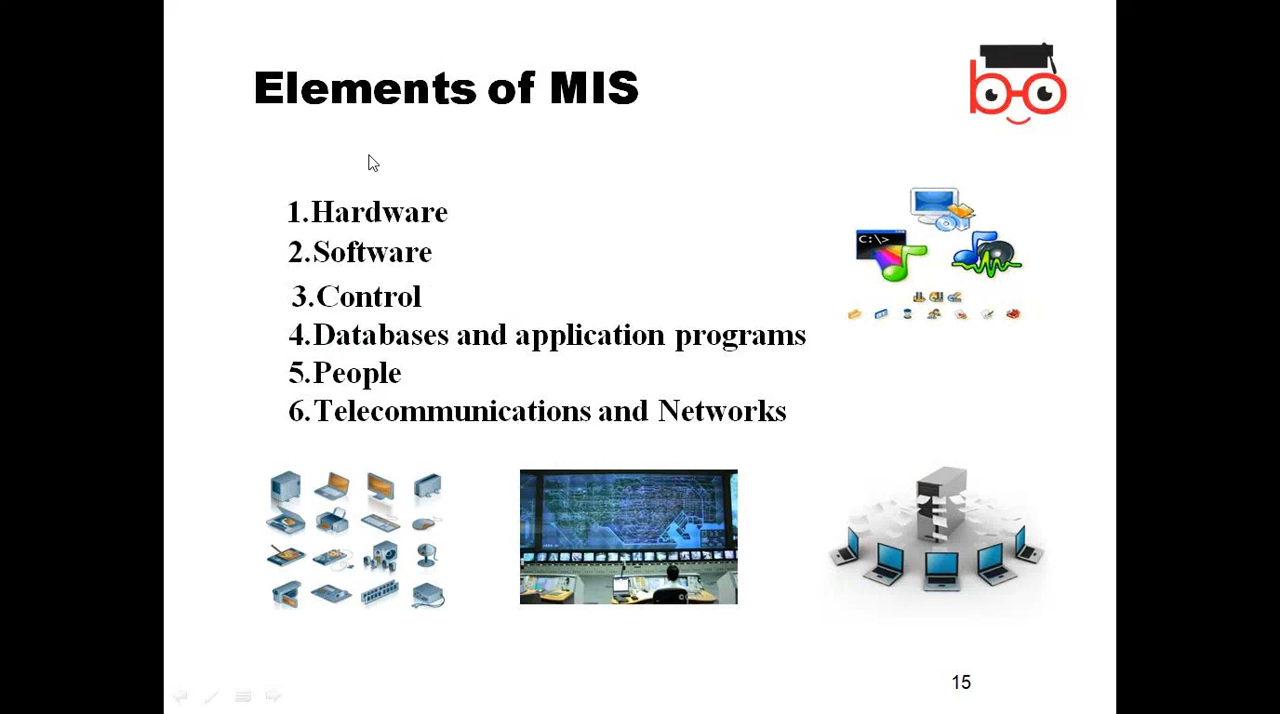 Elements of MIS
1.Hardware
2.Software
3.Control
4.Databases and application programs
5.People
6.Telecommunications and Networks
C:\>
15